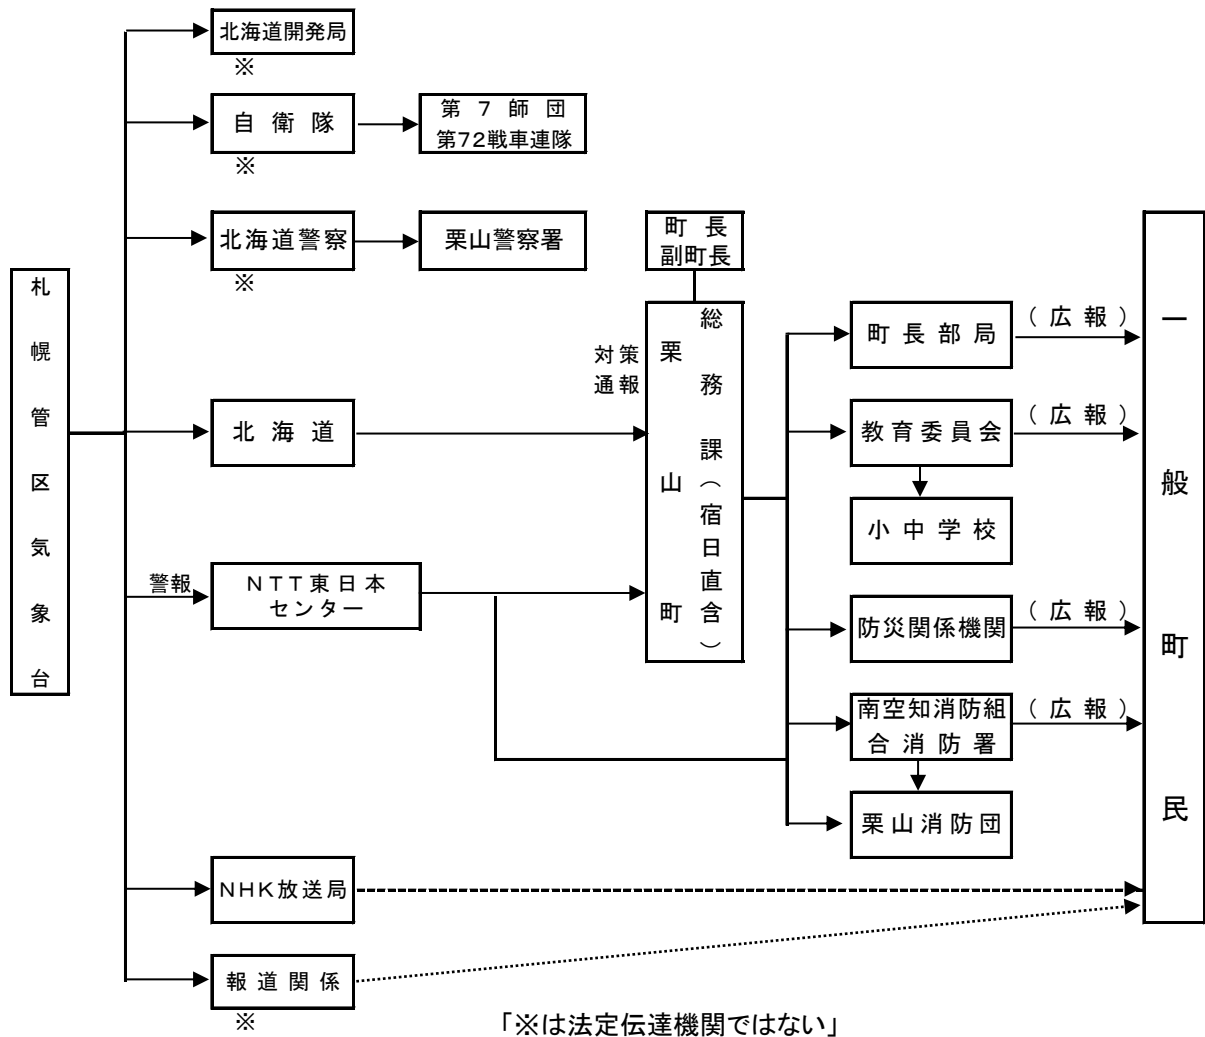 北海道開発局
※
自衛隊
※
第7師団
第72戦車連隊
北海道警察
※
栗山警察署
町長
副町長
札幌管区気象台
北海道
対策
通報
栗山町
総務課(宿日直含)
警報
NTT東日本
センター
町長部局
(広報)
教育委員会
(広報)
小中学校
防災関係機関
(広報)
南空知消防組
合消防署
(広報)
栗山消防団
一般町民
NHK放送局
報道関係
※
「※は法定伝達機関ではない」